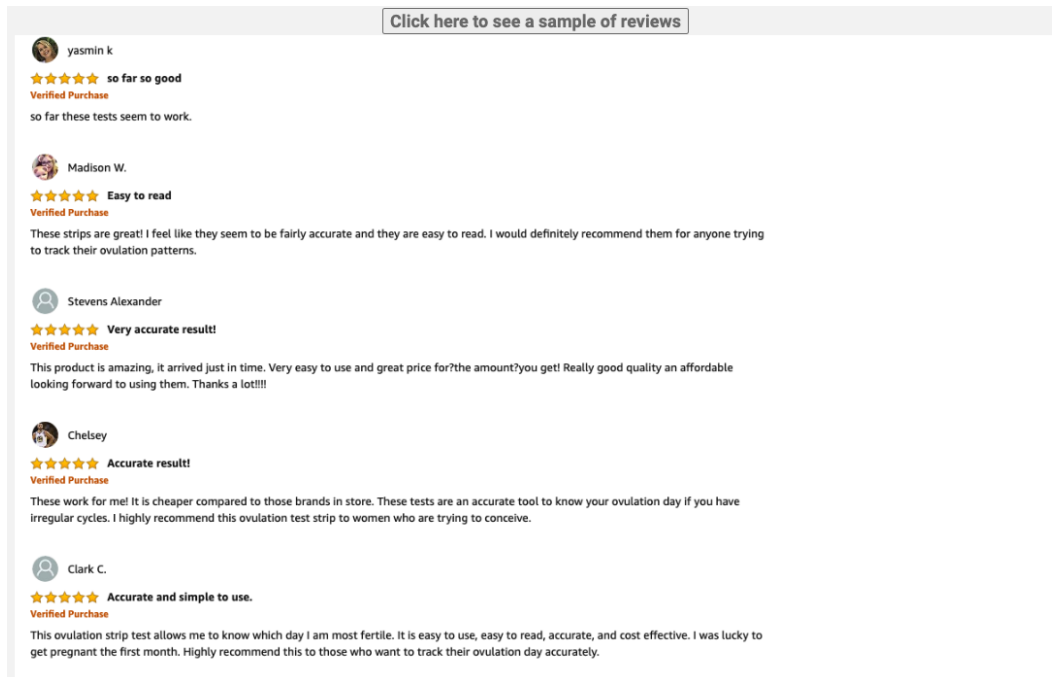 Click here to see a sample of reviews
yasmin k
so far so good
Verified Purchase
so far these tests seem to work.
Madison W.
Easy to read
Verified Purchase
These strips are great! I feel like they seem to be fairly accurate and they are easy to read. I would definitely recommend them for anyone trying
to track their ovulation patterns.
Stevens Alexander
Very accurate result!
Verified Purchase
This product is amazing, it arrived just in time. Very easy to use and great price for?the amount?you get! Really good quality an affordable
looking forward to using them. Thanks a lot!!!!
Chelsey
Accurate result!
Verified Purchase
These work for me! It is cheaper compared to those brands in store. These tests are an accurate tool to know your ovulation day if you have
irregular cycles. I highly recommend this ovulation test strip to women who are trying to conceive.
Clark C.
Accurate and simple to use.
Verified Purchase
This ovulation strip test allows me to know which day I am most fertile. It is easy to use, easy to read, accurate, and cost effective. I was lucky to
get pregnant the first month. Highly recommend this to those who want to track their ovulation day accurately.